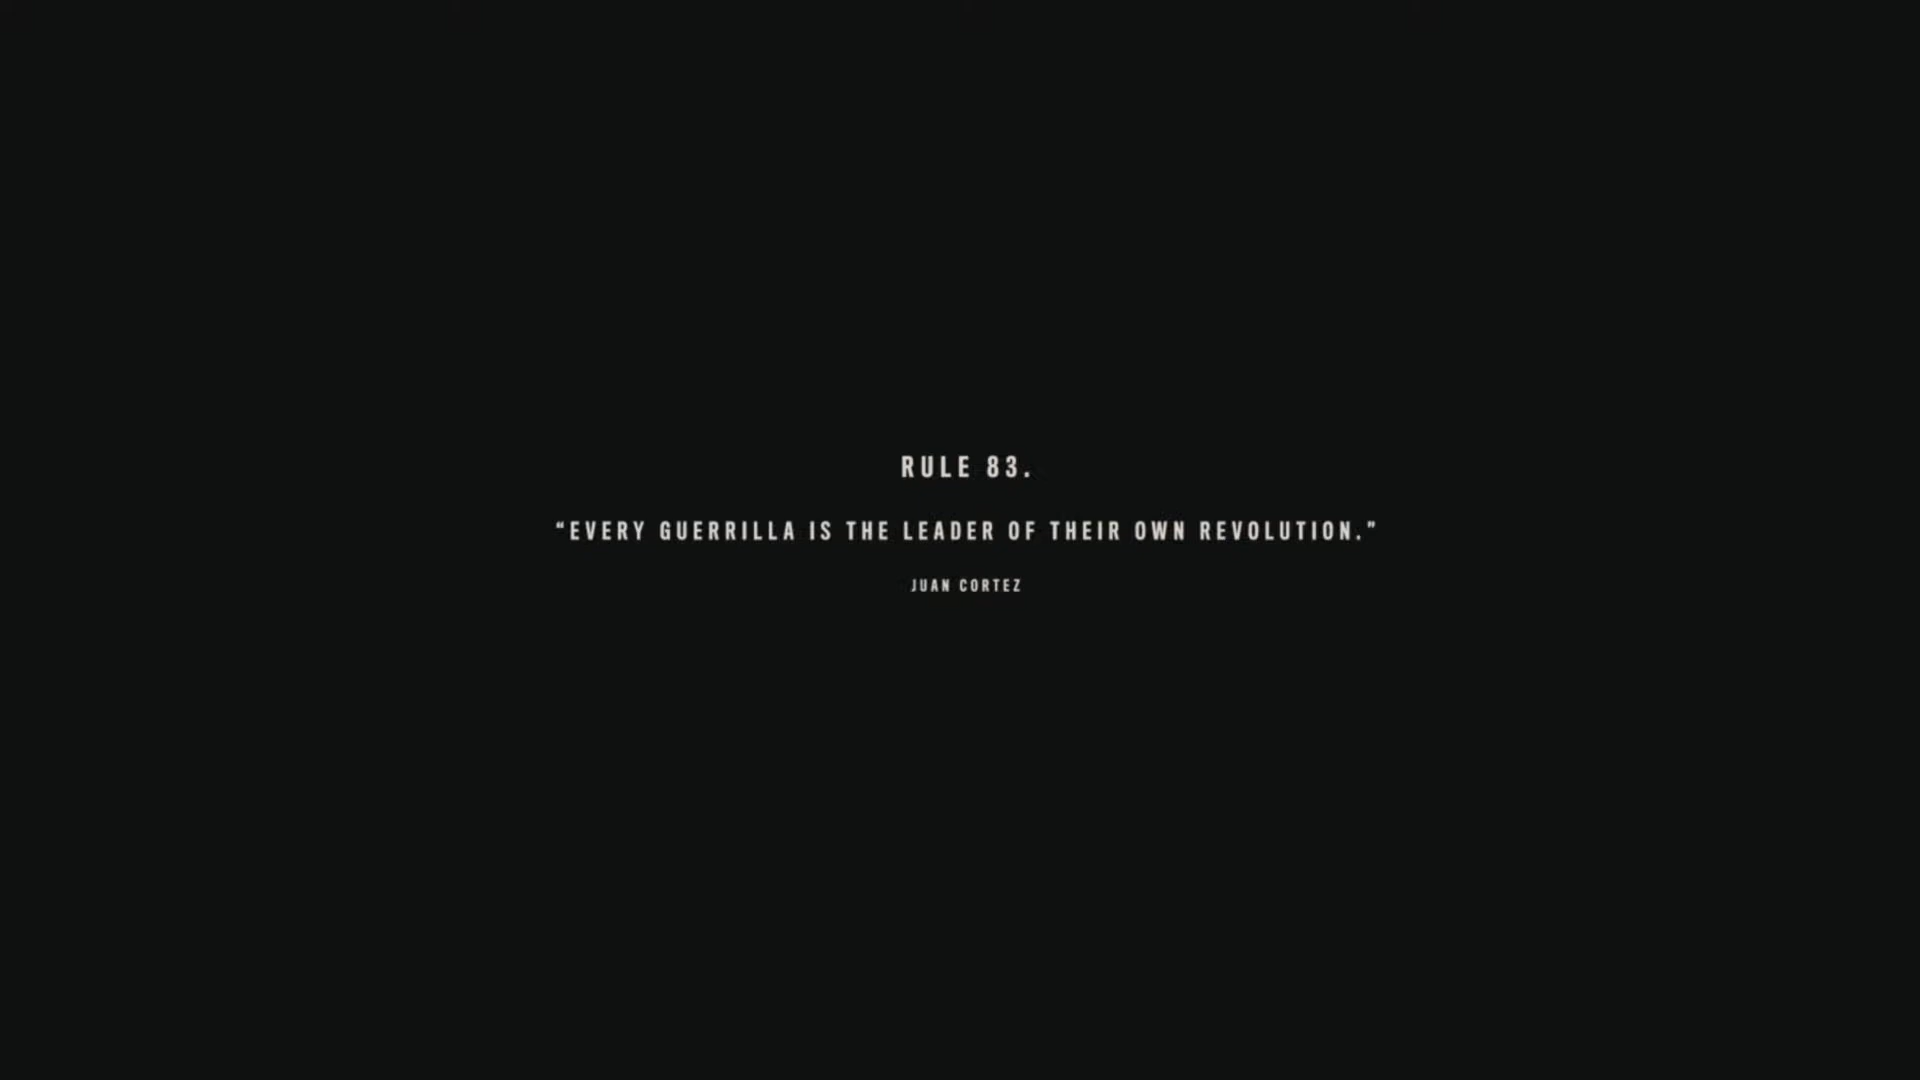 RULE 83.
“EVERY GUERRILLA IS THE LEADER OF THEIR OWN REVOLUTION.”
JUAN CORTEZ